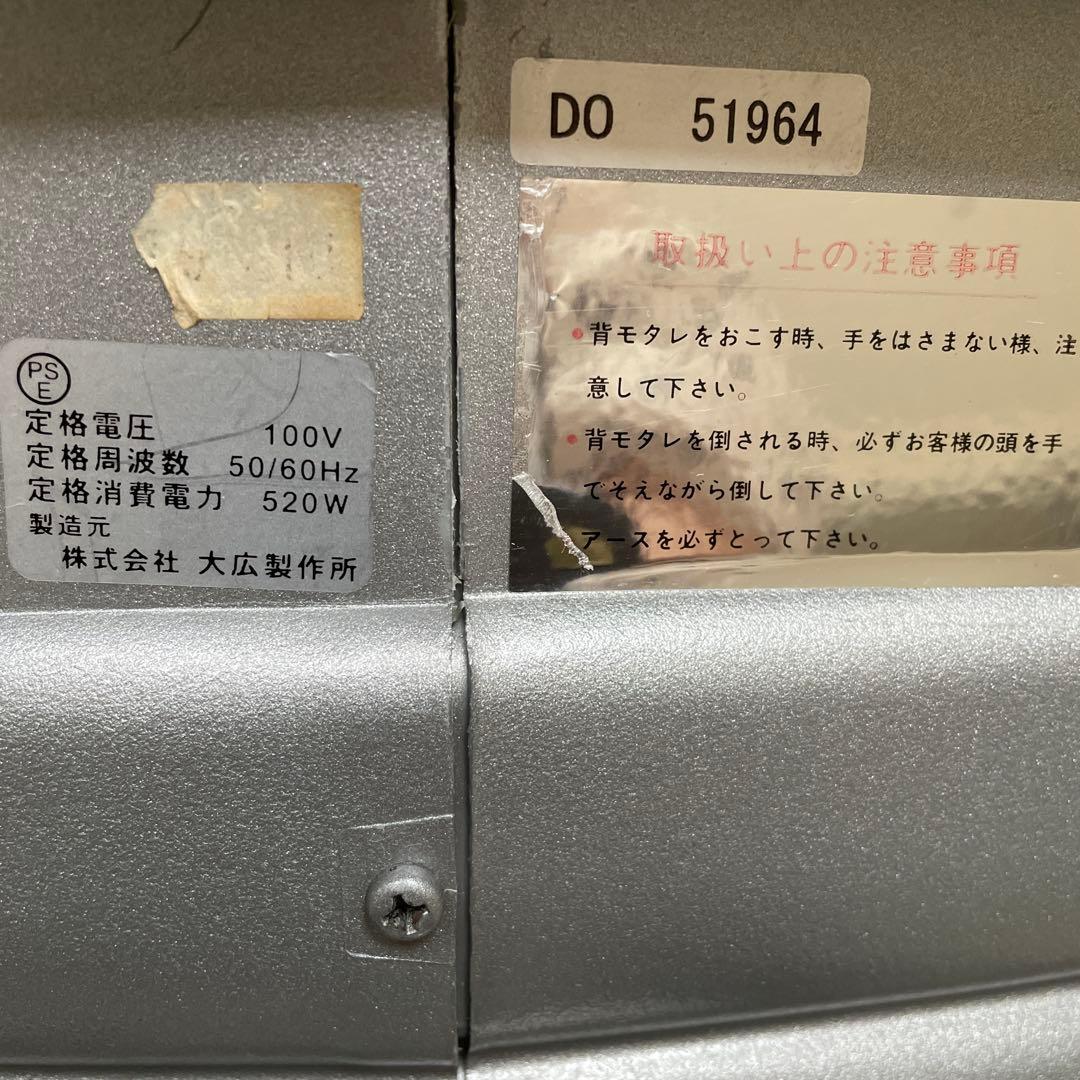 DO 51964
取扱い上の注意事項
背モタレをおこす時、手をはさまない様、注
意して下さい。
背モタレを倒される時、必ずお客様の頭を手
でそえながら倒して下さい。
アースを必ずとって下さい。
PS
E
定格電圧 100V
定格周波数 50/60Hz
定格消費電力 520W
製造元
株式会社 大広製作所